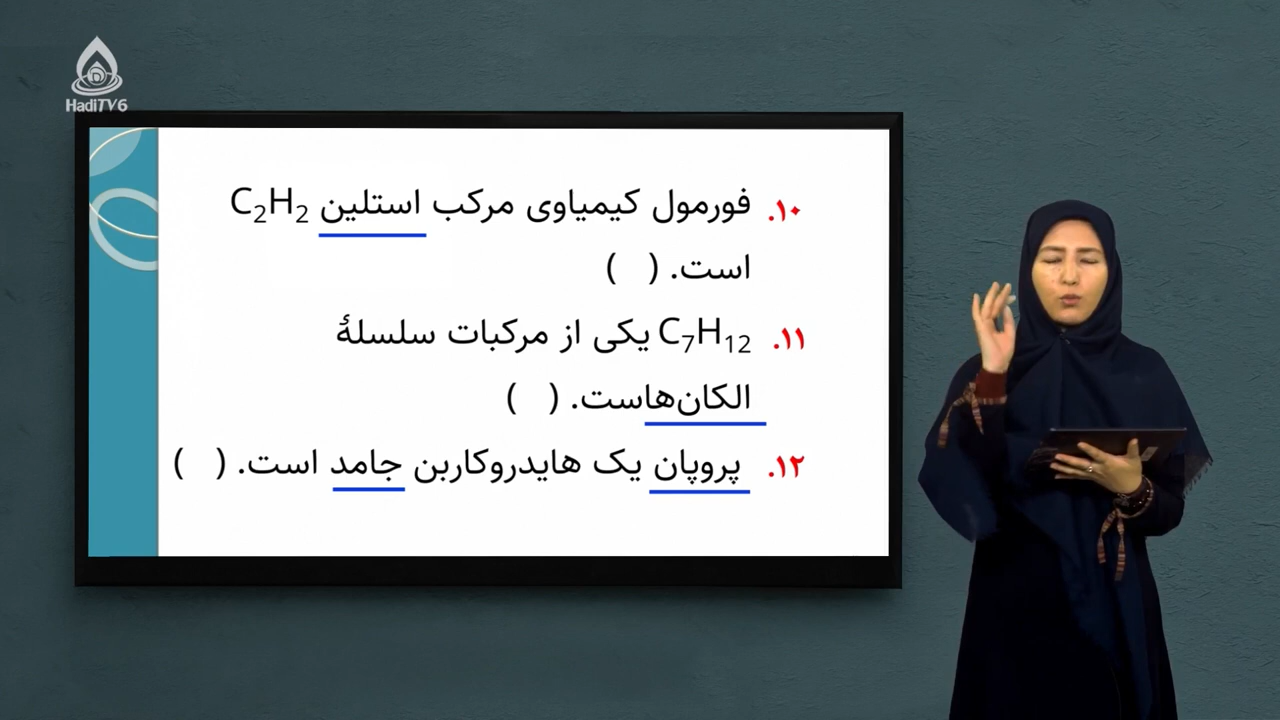 HadiTV6
۱۰. فورمول کیمیاوی مرکب استلین C₂H₂
است. (   )
۱۱. C₇H₁₂ یکی از مرکبات سلسلهٔ
الکان‌هاست. (   )
۱۲. پروپان یک هایدروکاربن جامد است. (   )